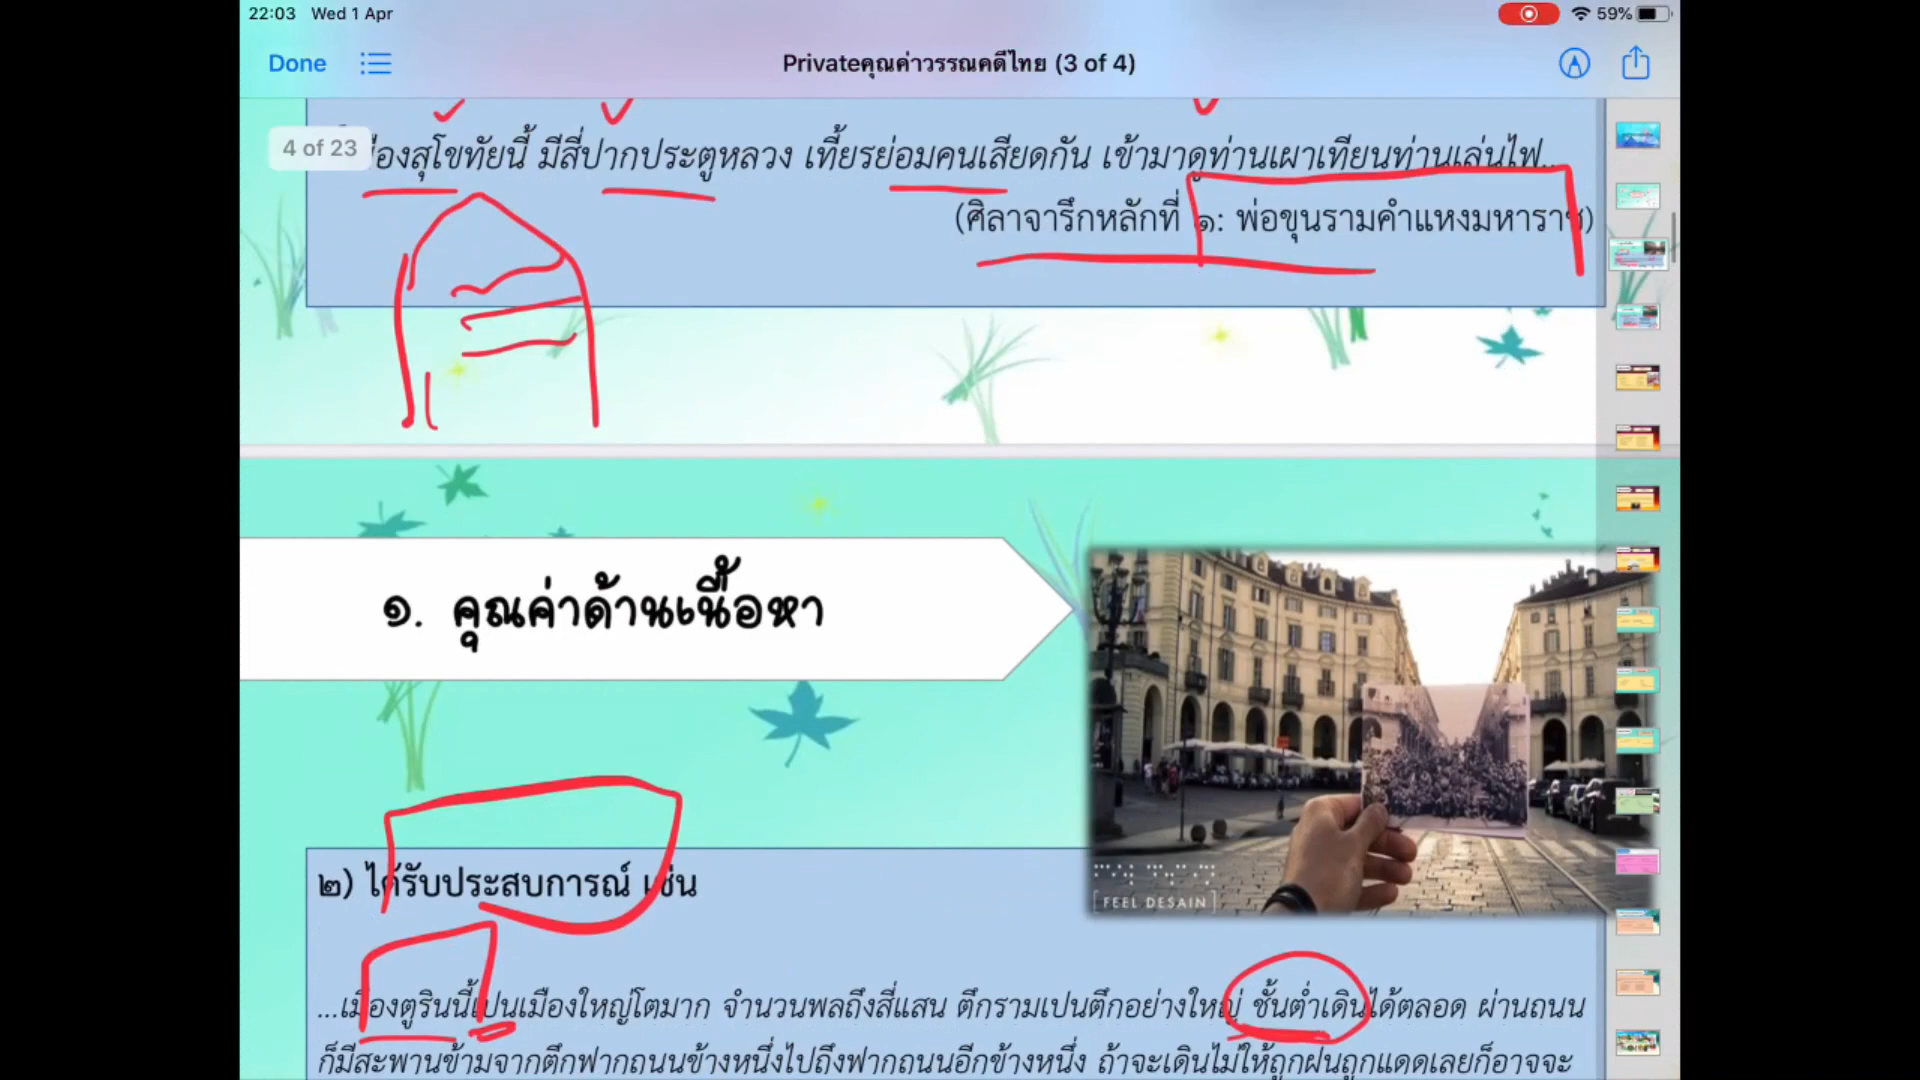 22:03 Wed 1 Apr 59%
Done Privateคุณค่าวรรณคดีไทย (3 of 4)
4 of 23
องสุโขทัยนี้ มีสี่ปากประตูหลวง เที้ยรย่อมคนเสียดกัน เข้ามาดูท่านเผาเทียนท่านเล่นไฟ...
(ศิลาจารึกหลักที่ ๑: พ่อขุนรามคำแหงมหาราช)
๑. คุณค่าด้านเนื้อหา
FEEL DESAIN
๒) ได้รับประสบการณ์ เช่น
...เมืองตูรินนี้เปนเมืองใหญ่โตมาก จำนวนพลถึงสี่แสน ตึกรามเปนตึกอย่างใหญ่ ชั้นต่ำเดินได้ตลอด ผ่านถนน
ก็มีสะพานข้ามจากตึกฟากถนนข้างหนึ่งไปถึงฟากถนนอีกข้างหนึ่ง ถ้าจะเดินไม่ให้ถูกฝนถูกแดดเลยก็อาจจะ